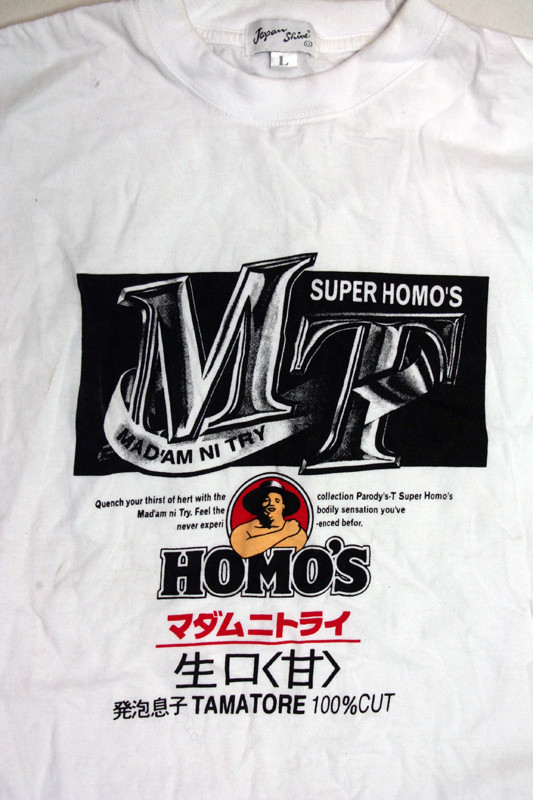 Japan Shine
L
SUPER HOMO'S
MT
MAD'AM NI TRY
Quench your thirst of hert with the collection Parody's-T Super Homo's
Mad'am ni Try. Feel the bodily sensation you've
never experi -enced befor.
HOMO'S
マダムニトライ
生口〈甘〉
発泡息子 TAMATORE 100%CUT